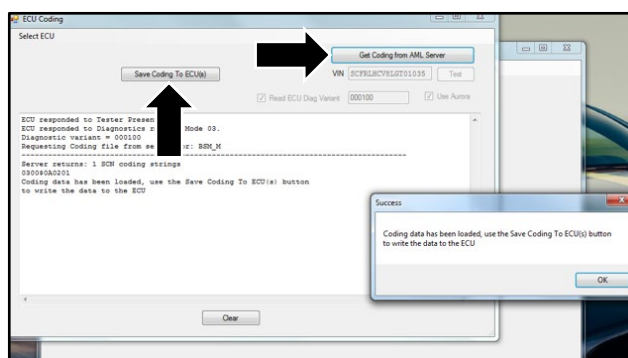 ECU Coding
Select ECU
Get Coding from AML Server
Save Coding To ECU(s)
VIN
Test
Read ECU Diag Variant
000100
Use Aurora
ECU responded to Tester Presen
ECU responded to Diagnostics r Mode 03.
Diagnostic variant = 000100
Requesting Coding file from se r: BSM_M
Server returns: 1 SCN coding strings
030080A0201
Coding data has been loaded, use the Save Coding To ECU(s) button
to write the data to the ECU
Success
Coding data has been loaded, use the Save Coding To ECU(s) button
to write the data to the ECU
OK
Clear